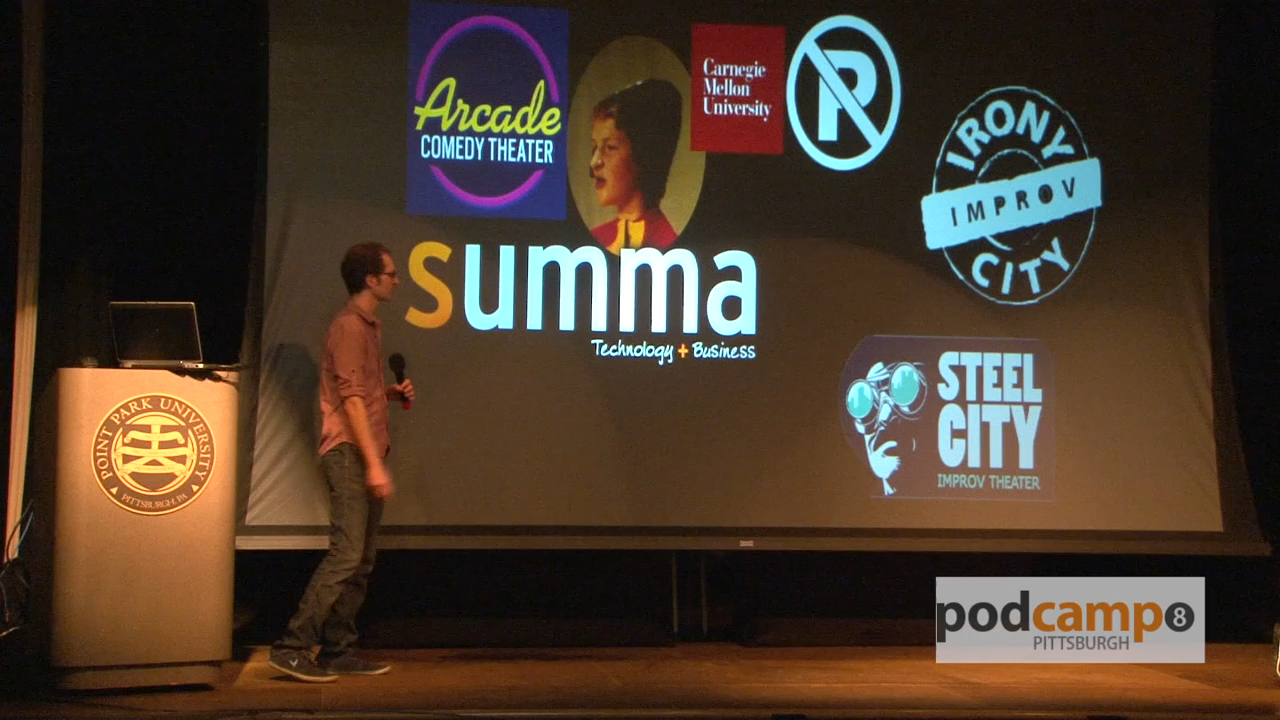 Arcade
COMEDY THEATER
Carnegie
Mellon
University
P
IRONY
IMPROV
CITY
summa
Technology + Business
STEEL
CITY
IMPROV THEATER
POINT PARK UNIVERSITY
PITTSBURGH, PA
podcamp8
PITTSBURGH